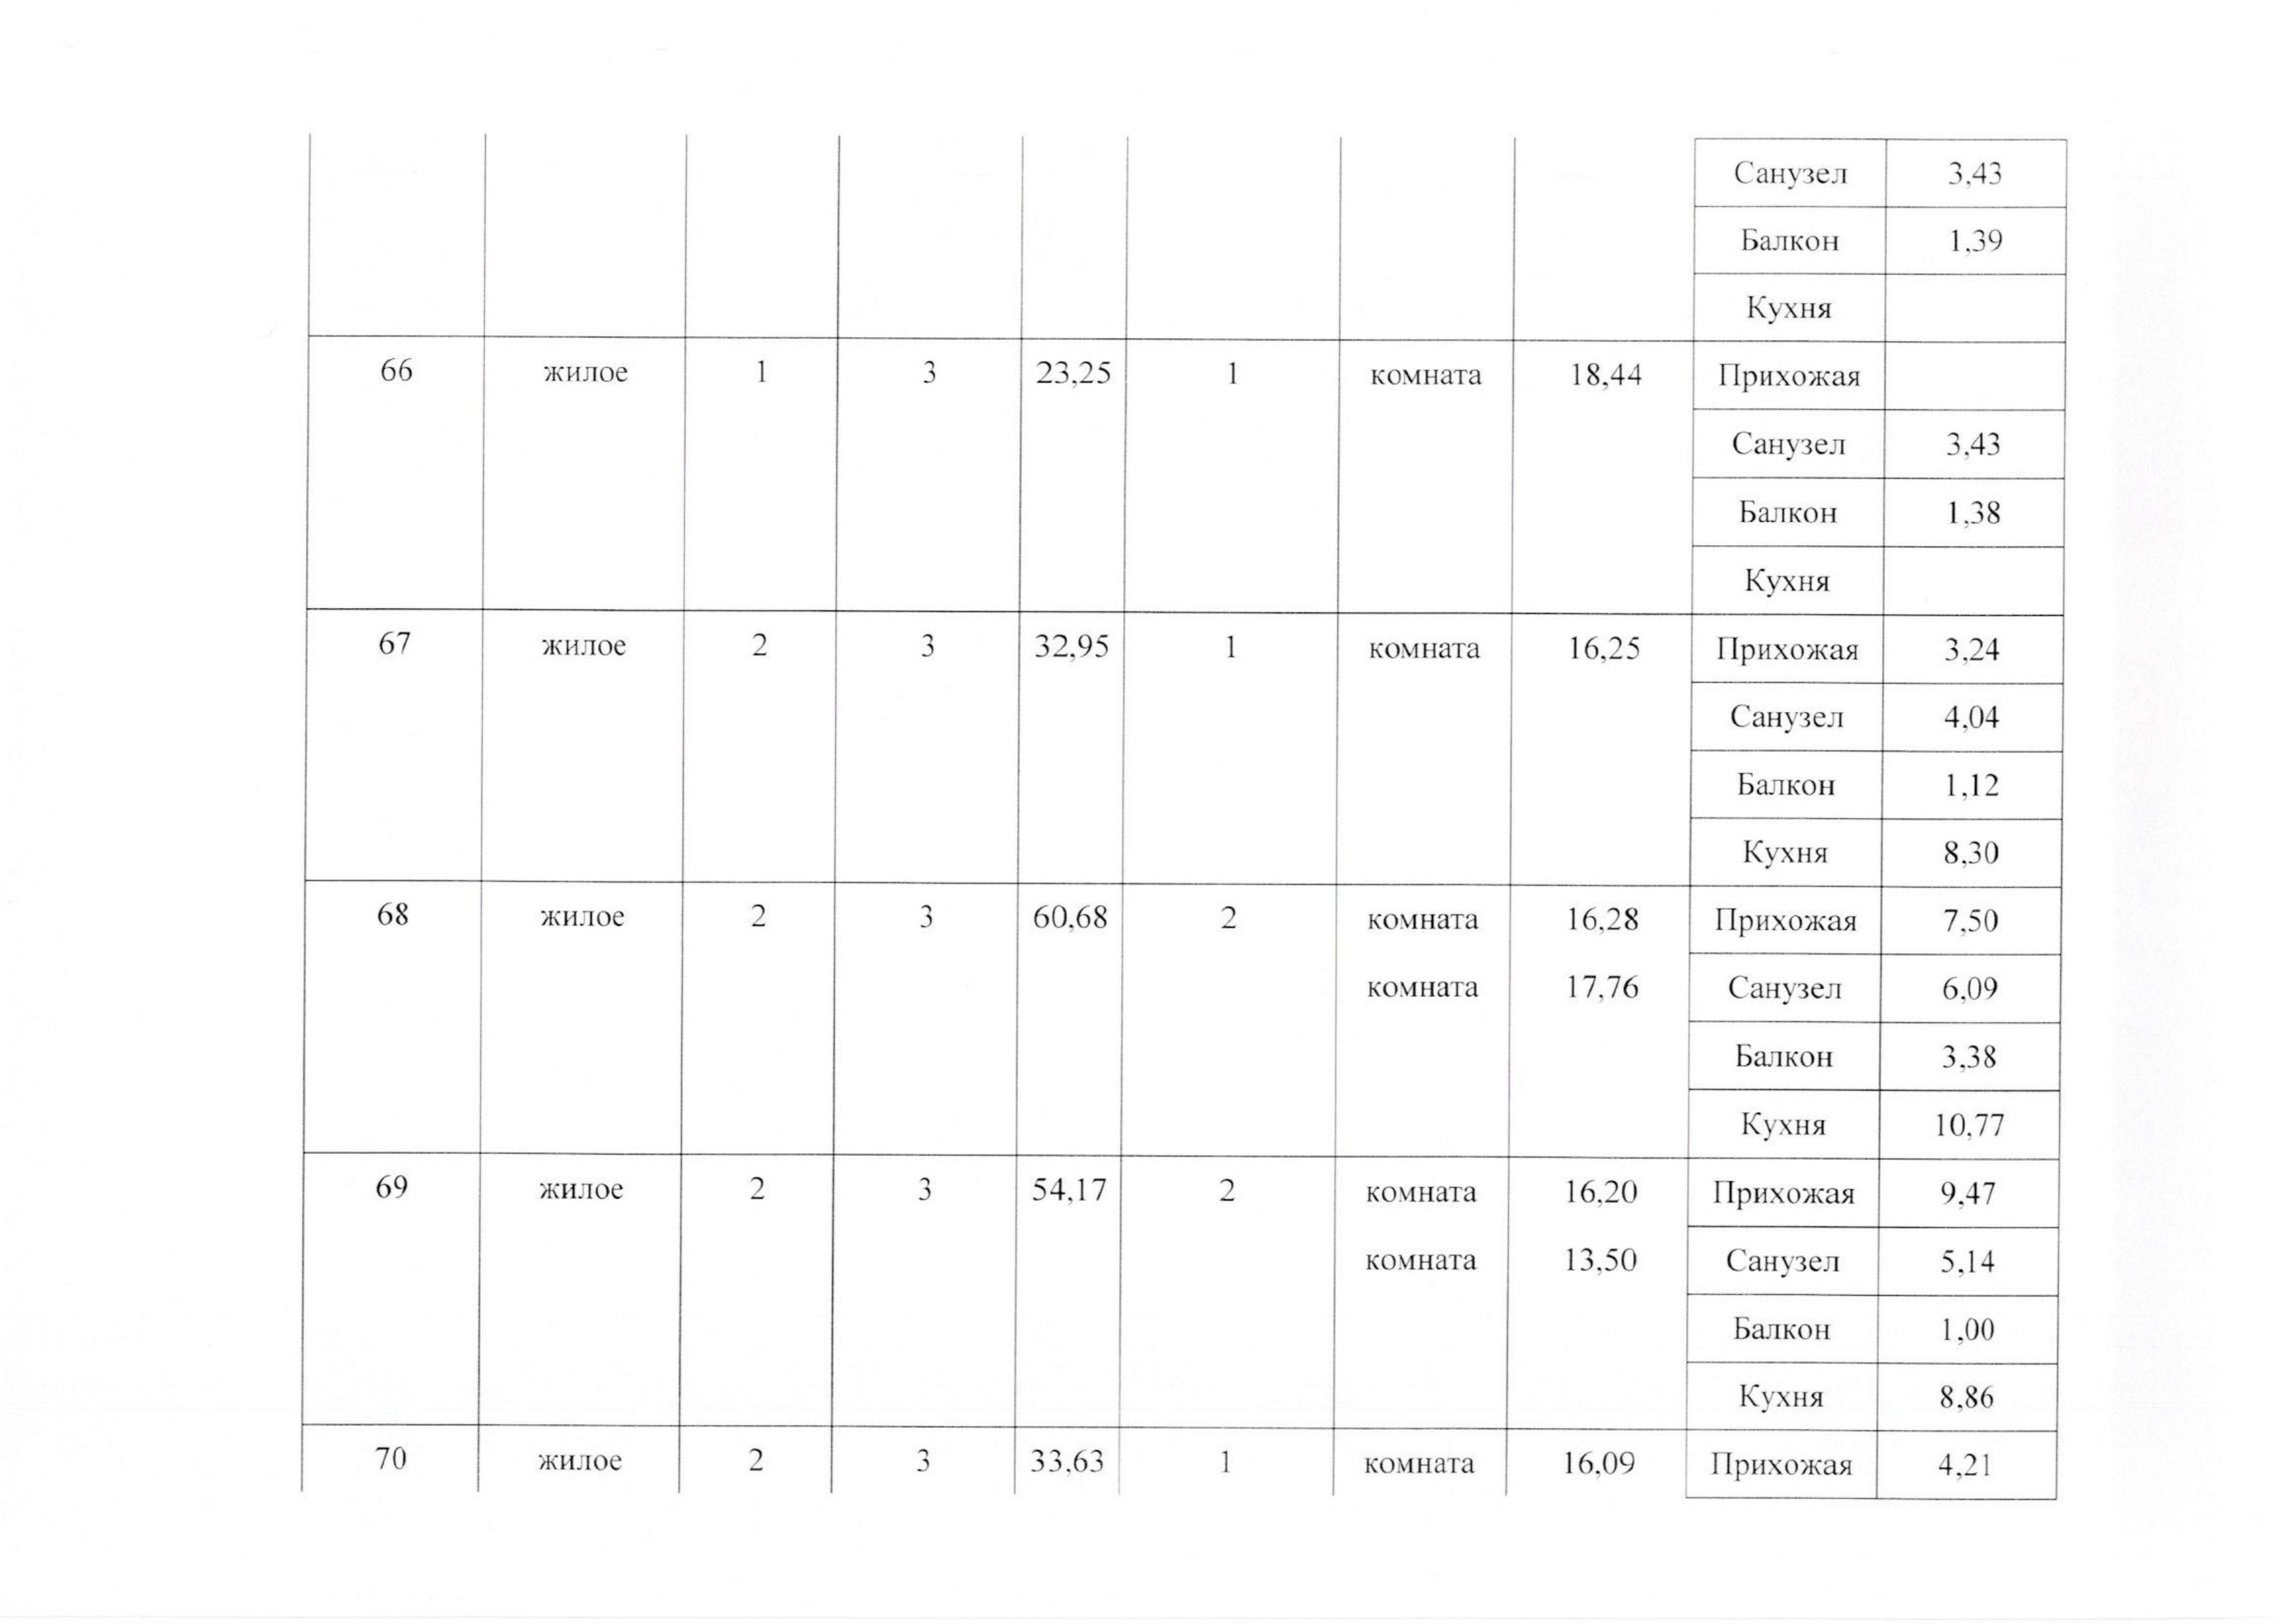 Санузел 3,43
Балкон 1,39
Кухня
66 жилое 1 3 23,25 1 комната 18,44 Прихожая
Санузел 3,43
Балкон 1,38
Кухня
67 жилое 2 3 32,95 1 комната 16,25 Прихожая 3,24
Санузел 4,04
Балкон 1,12
Кухня 8,30
68 жилое 2 3 60,68 2 комната 16,28 Прихожая 7,50
комната 17,76 Санузел 6,09
Балкон 3,38
Кухня 10,77
69 жилое 2 3 54,17 2 комната 16,20 Прихожая 9,47
комната 13,50 Санузел 5,14
Балкон 1,00
Кухня 8,86
70 жилое 2 3 33,63 1 комната 16,09 Прихожая 4,21